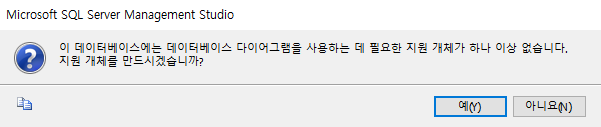 Microsoft SQL Server Management Studio
이 데이터베이스에는 데이터베이스 다이어그램을 사용하는 데 필요한 지원 개체가 하나 이상 없습니다.
지원 개체를 만드시겠습니까?
예(Y)
아니요(N)